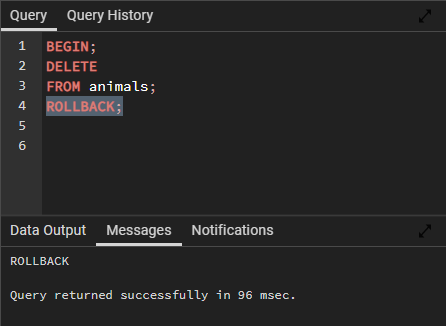 Query Query History
1 BEGIN;
2 DELETE
3 FROM animals;
4 ROLLBACK;
5
6
Data Output Messages Notifications
ROLLBACK
Query returned successfully in 96 msec.